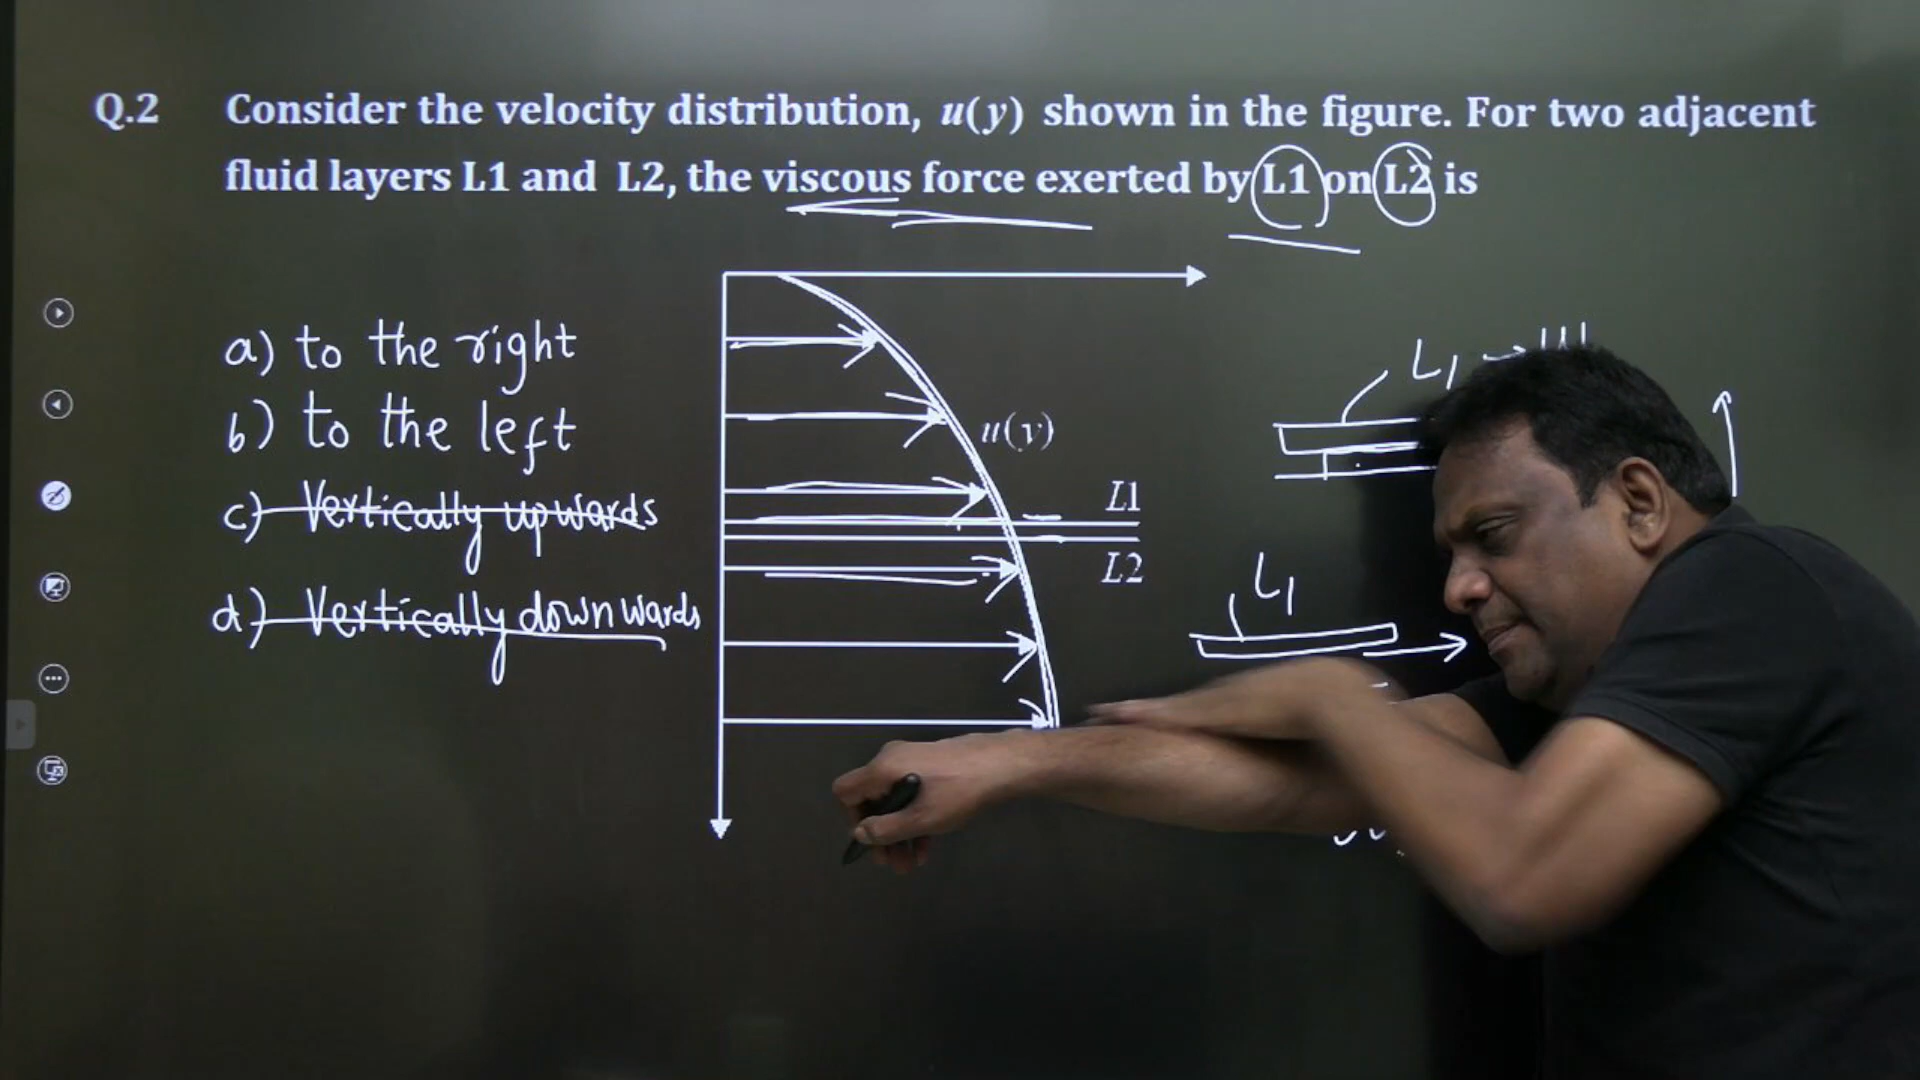 Q.2 Consider the velocity distribution, u(y) shown in the figure. For two adjacent
fluid layers L1 and L2, the viscous force exerted by L1 on L2 is
a) to the right
b) to the left
c) Vertically upwards
d) Vertically downwards
u(y)
L1
L2
L1
L1